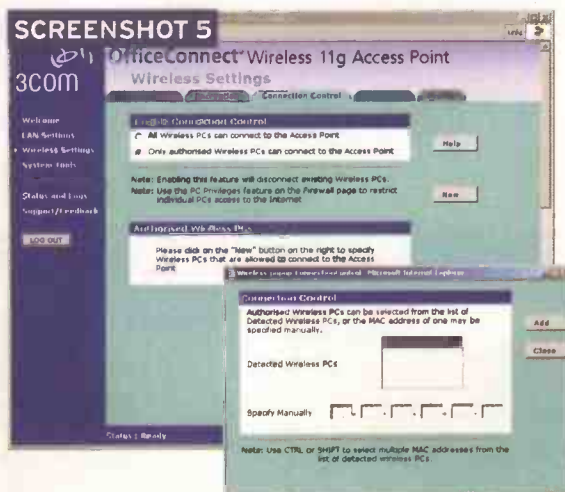 SCREENSHOT 5
3COM
OfficeConnect Wireless 11g Access Point
Wireless Settings
Connection Control
Welcome
LAN Settings
Wireless Settings
System Tools
Status and Logs
Support/Feedback
LOG OUT
Enable Connection Control
All Wireless PCs can connect to the Access Point
Only authorised Wireless PCs can connect to the Access Point
Help
Note: Enabling this feature will disconnect existing Wireless PCs.
Note: Use the PC Privileges feature on the Firewall page to restrict
individual PCs access to the Internet
New
Authorised Wireless PCs
Please click on the "New" button on the right to specify
Wireless PCs that are allowed to connect to the Access
Point
Status : Ready
Wireless popup connection control - Microsoft Internet Explorer
Connection Control
Authorised Wireless PCs can be selected from the list of
Detected Wireless PCs, or the MAC address of one may be
specified manually.
Add
Close
Detected Wireless PCs
Specify Manually
Note: Use CTRL or SHIFT to select multiple MAC addresses from the
list of detected wireless PCs.